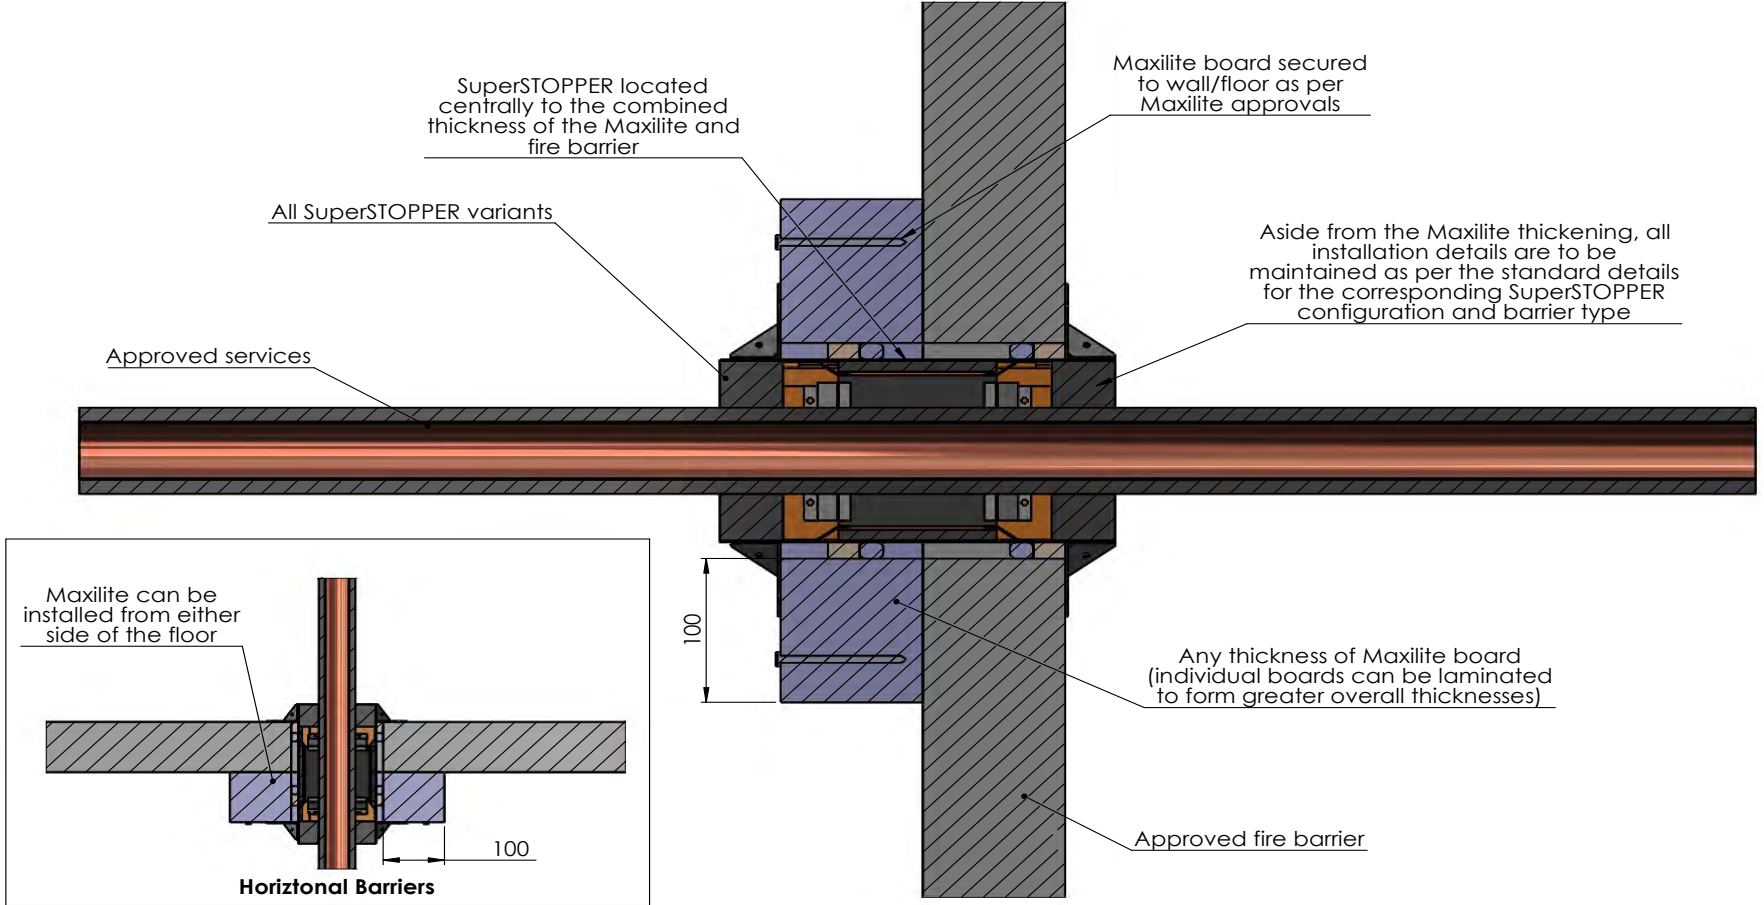 SuperSTOPPER located
centrally to the combined
thickness of the Maxilite and
fire barrier
Maxilite board secured
to wall/floor as per
Maxilite approvals
All SuperSTOPPER variants
Aside from the Maxilite thickening, all
installation details are to be
maintained as per the standard details
for the corresponding SuperSTOPPER
configuration and barrier type
Approved services
100
Any thickness of Maxilite board
(individual boards can be laminated
to form greater overall thicknesses)
Approved fire barrier
Maxilite can be
installed from either
side of the floor
100
Horiztonal Barriers